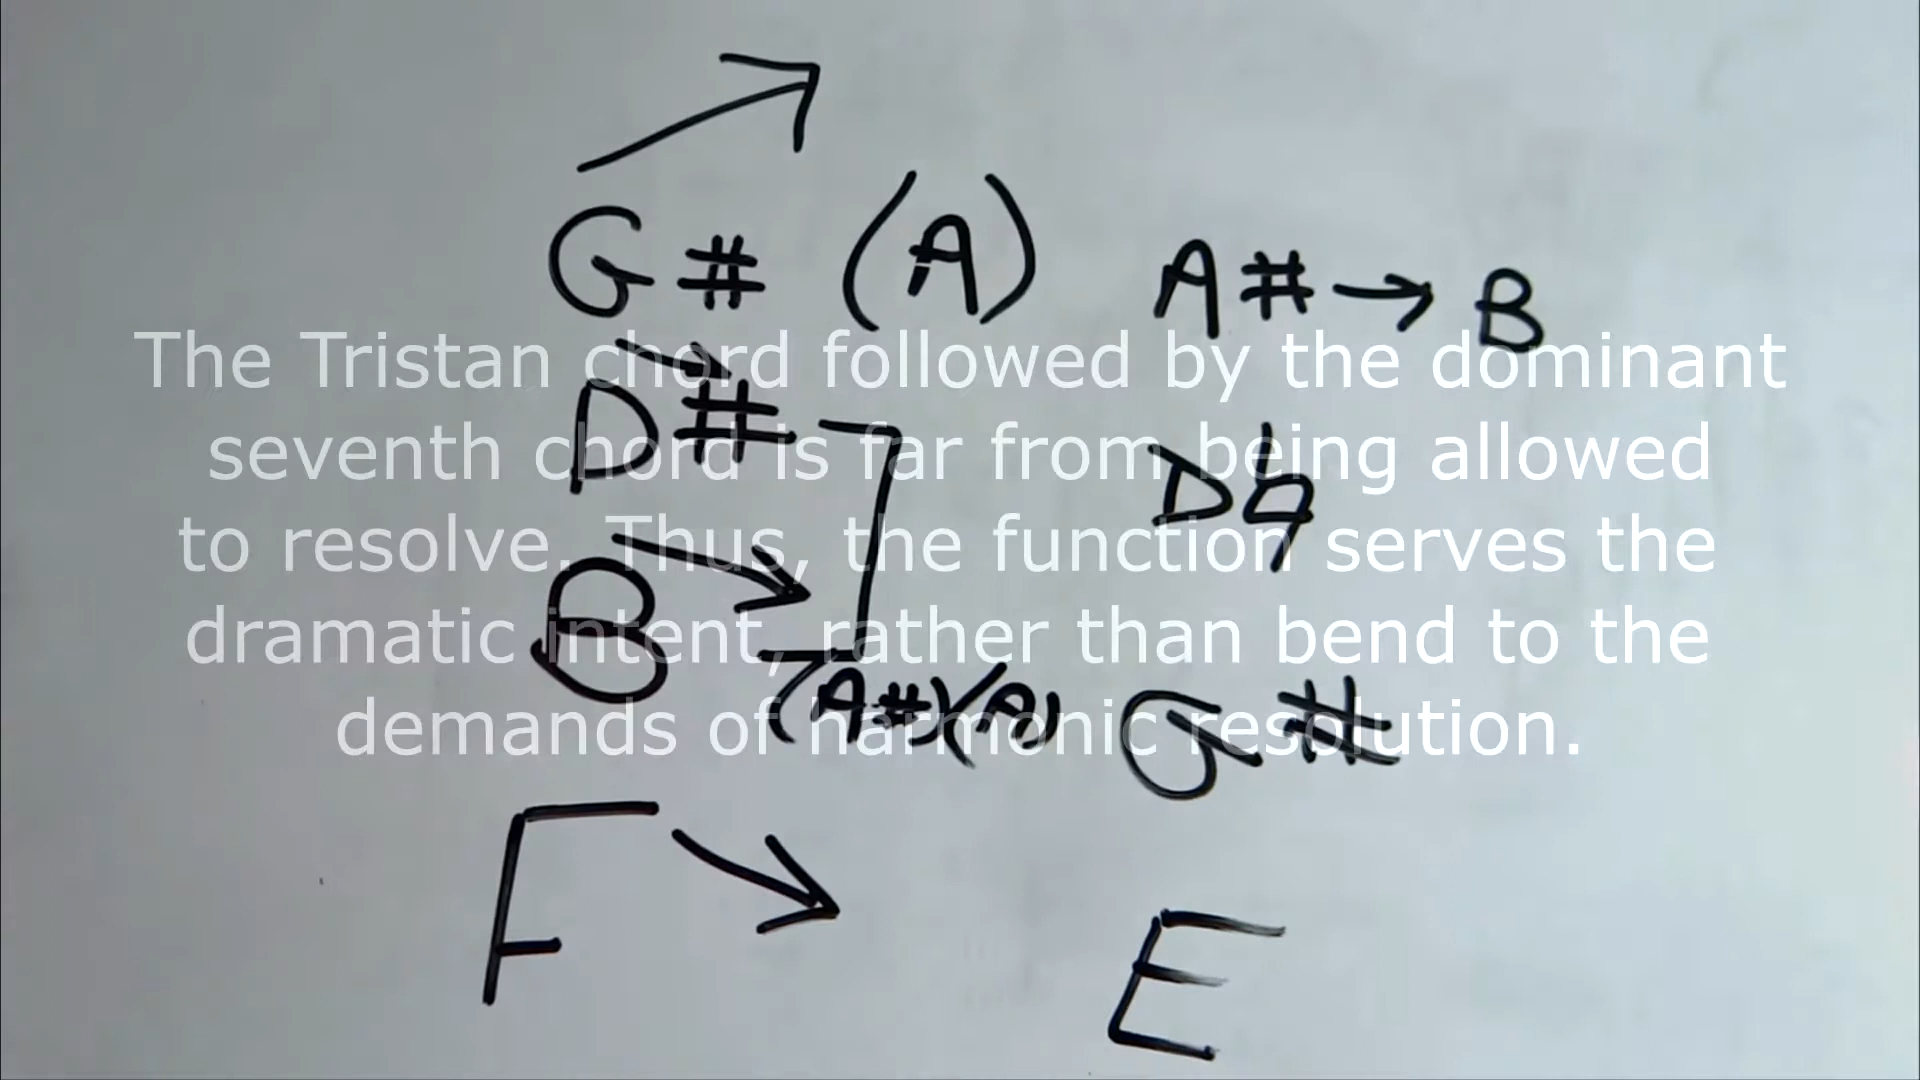 G# (A) A# → B
The Tristan chord followed by the dominant
D# D♮
seventh chord is far from being allowed
to resolve. Thus, the function serves the
B
dramatic intent, rather than bend to the
(A#)(A) G#
demands of harmonic resolution.
F E